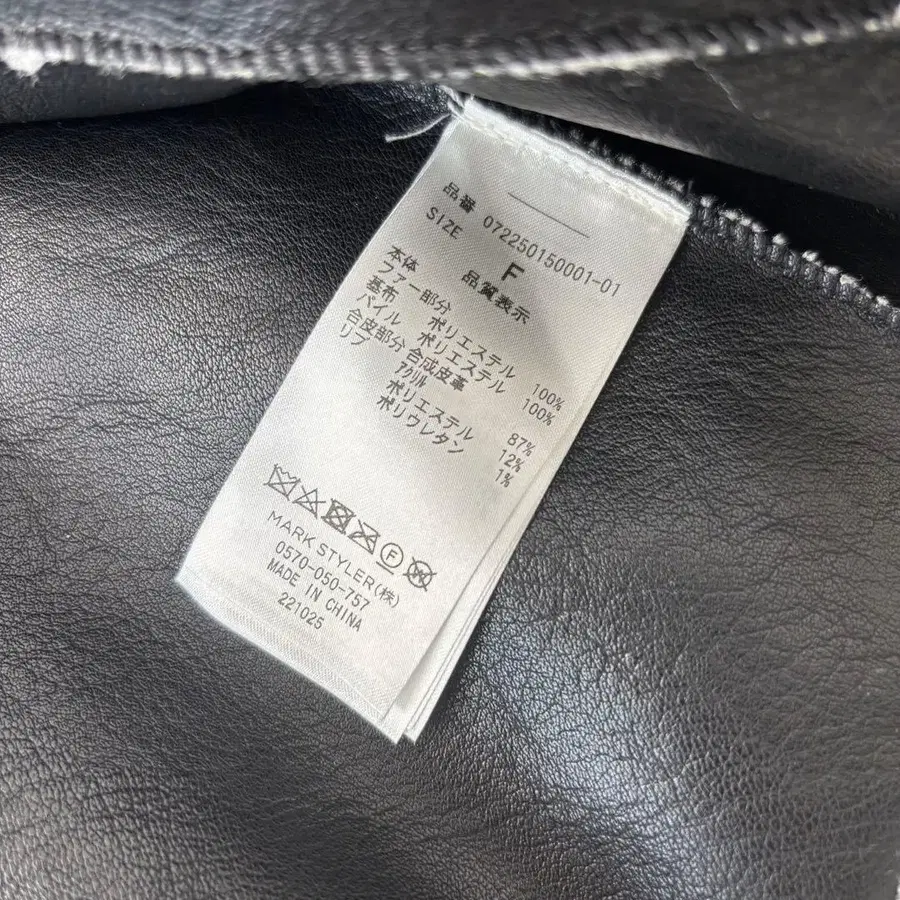 品番 072250150001-01
SIZE F
品質表示
本体
ファー部分
基布 ポリエステル 100%
パイル ポリエステル 100%
合皮部分 合成皮革
リブ アクリル 87%
ポリエステル 12%
ポリウレタン 1%
F
W
MARK STYLER(株)
0570-050-757
MADE IN CHINA
221025